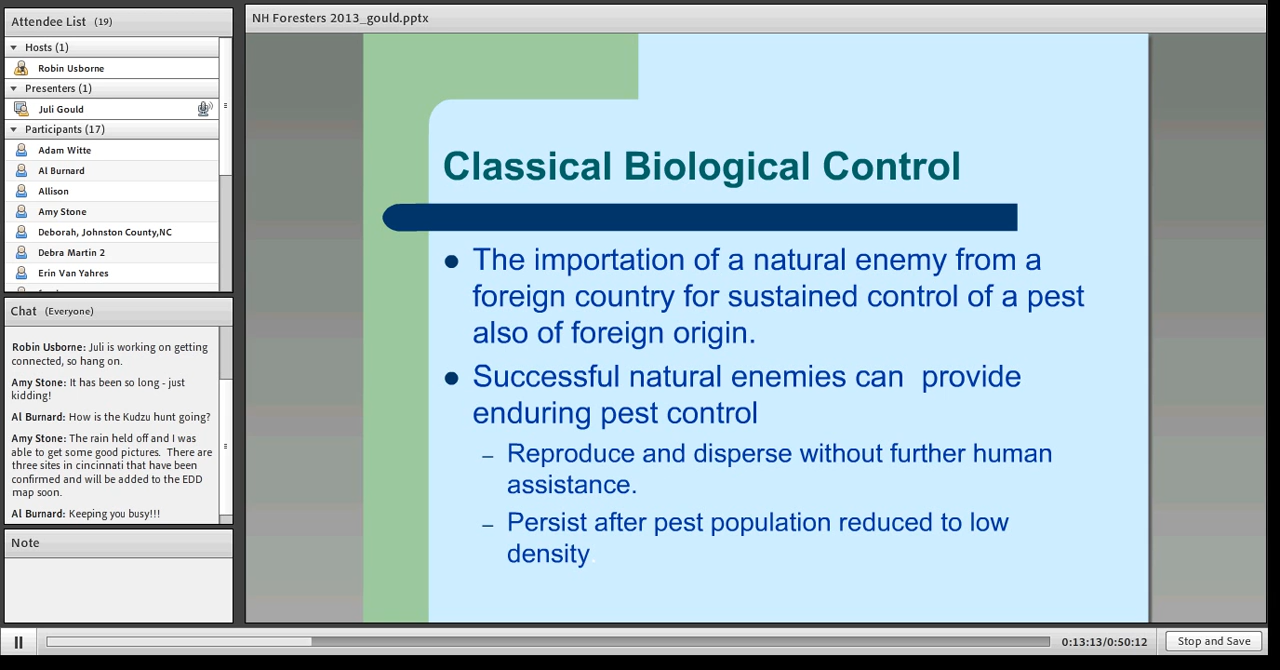 Attendee List (19)
Hosts (1)
Robin Usborne
Presenters (1)
Juli Gould
Participants (17)
Adam Witte
Al Burnard
Allison
Amy Stone
Deborah, Johnston County,NC
Debra Martin 2
Erin Van Yahres
Chat (Everyone)
Robin Usborne: Juli is working on getting
connected, so hang on.
Amy Stone: It has been so long - just
kidding!
Al Burnard: How is the Kudzu hunt going?
Amy Stone: The rain held off and I was
able to get some good pictures. There are
three sites in cincinnati that have been
confirmed and will be added to the EDD
map soon.
Al Burnard: Keeping you busy!!!
Note
NH Foresters 2013_gould.pptx
Classical Biological Control
● The importation of a natural enemy from a
foreign country for sustained control of a pest
also of foreign origin.
● Successful natural enemies can provide
enduring pest control
– Reproduce and disperse without further human
assistance.
– Persist after pest population reduced to low
density.
0:13:13/0:50:12
Stop and Save